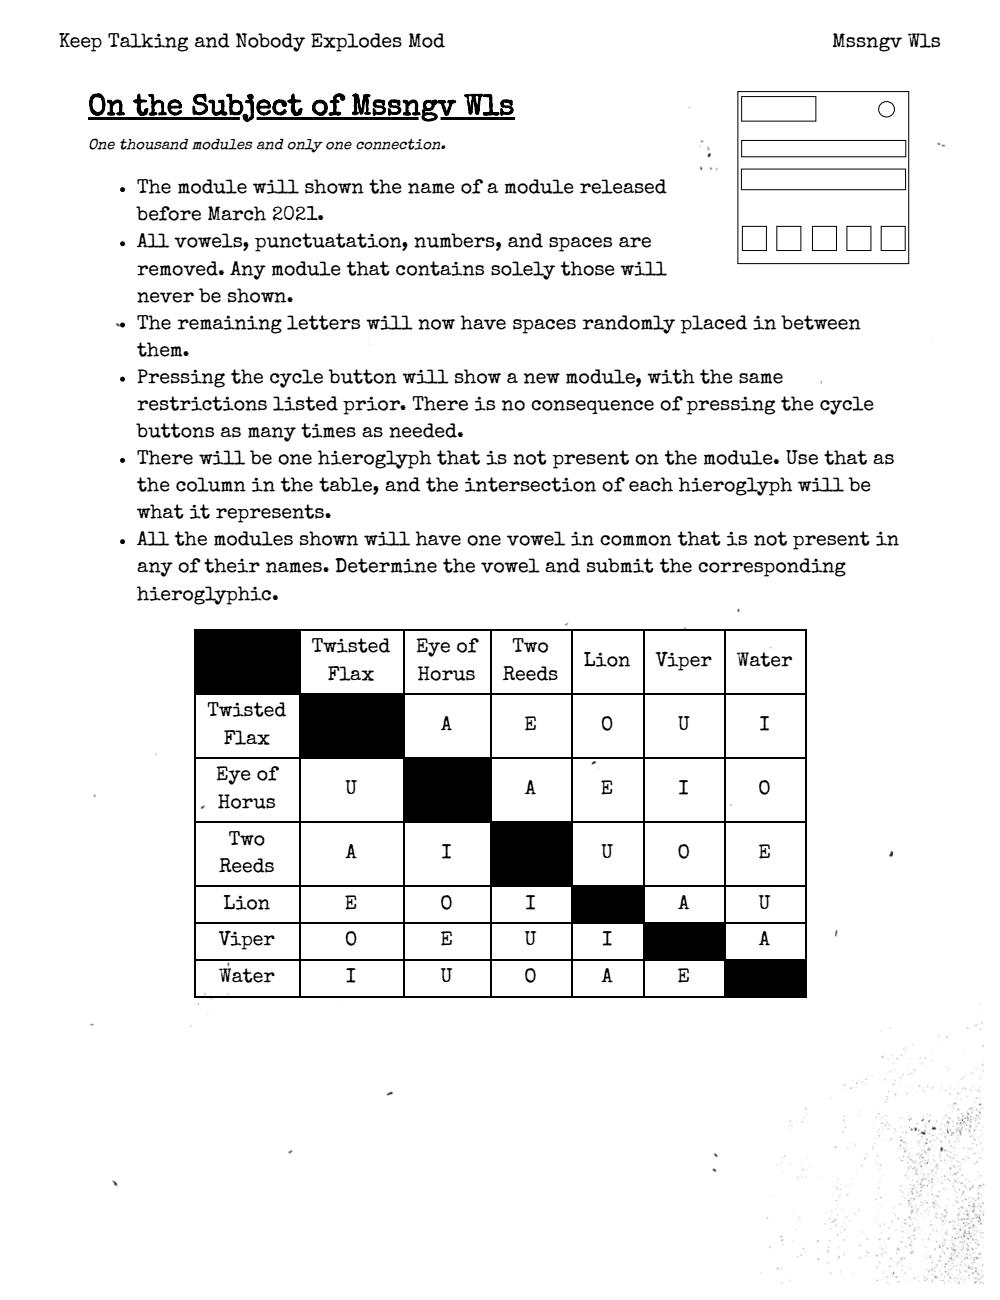 Keep Talking and Nobody Explodes Mod Mssngv Wls
On the Subject of Mssngv Wls
One thousand modules and only one connection.
• The module will shown the name of a module released
before March 2021.
• All vowels, punctuatation, numbers, and spaces are
removed. Any module that contains solely those will
never be shown.
• The remaining letters will now have spaces randomly placed in between
them.
• Pressing the cycle button will show a new module, with the same
restrictions listed prior. There is no consequence of pressing the cycle
buttons as many times as needed.
• There will be one hieroglyph that is not present on the module. Use that as
the column in the table, and the intersection of each hieroglyph will be
what it represents.
• All the modules shown will have one vowel in common that is not present in
any of their names. Determine the vowel and submit the corresponding
hieroglyphic.
Twisted Flax Eye of Horus Two Reeds Lion Viper Water
Twisted Flax A E O U I
Eye of Horus U A E I O
Two Reeds A I U O E
Lion E O I A U
Viper O E U I A
Water I U O A E